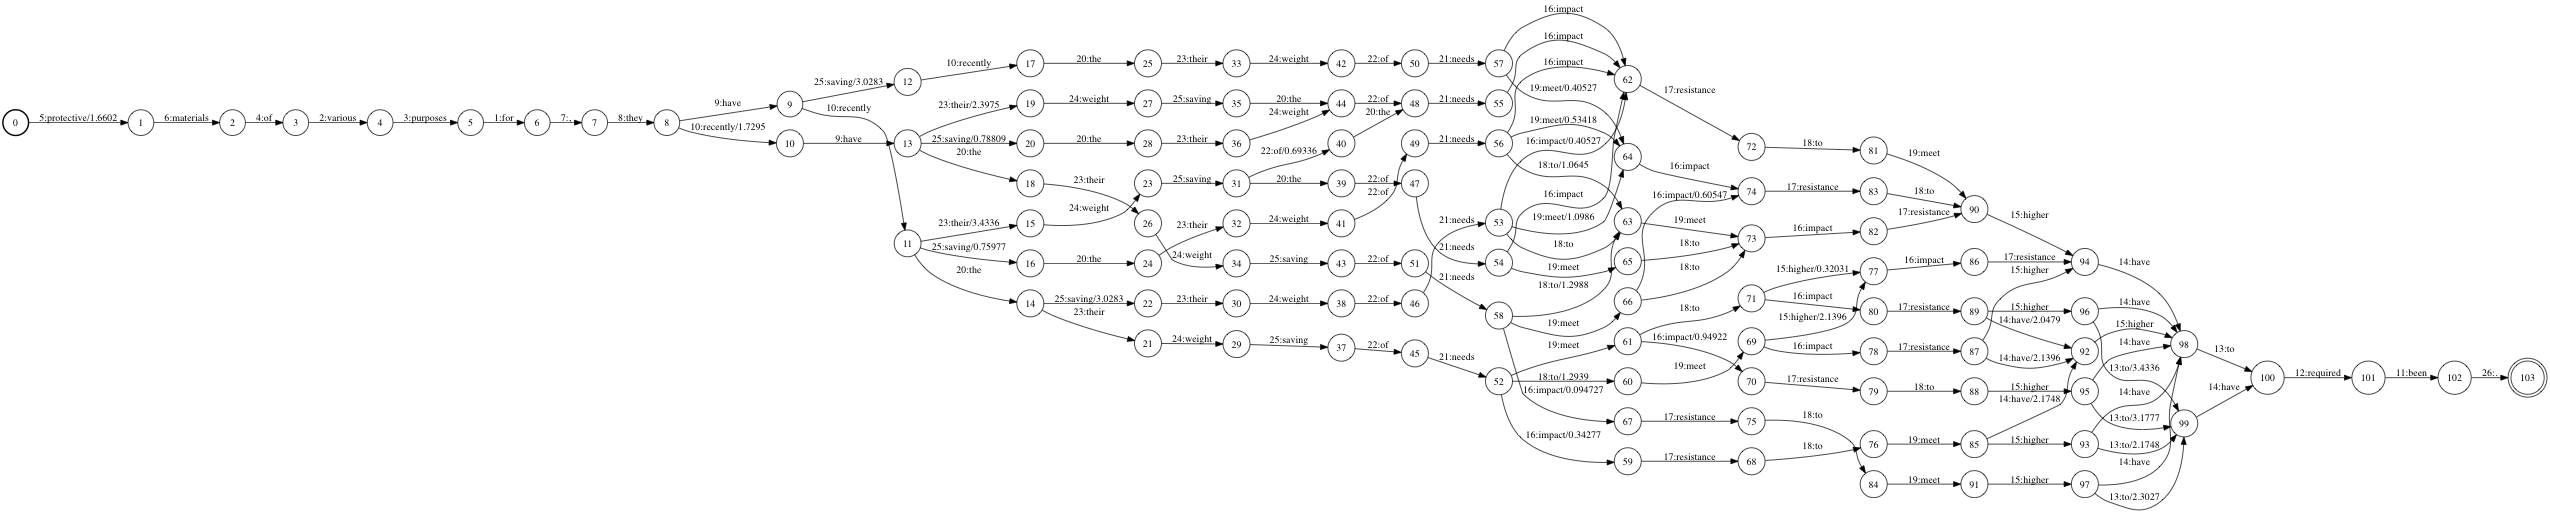 16:impact
16:impact
10:recently 20:the 23:their 24:weight 22:of 21:needs 16:impact
17 25 33 42 50 57
9:have 25:saving/3.0283 12 62
23:their/2.3975 24:weight 25:saving 20:the 22:of 21:needs 19:meet/0.40527 17:resistance
9 10:recently 19 27 35 44 48 55
24:weight 20:the
5:protective/1.6602 6:materials 4:of 2:various 3:purposes 1:for 7:, 8:they 10:recently/1.7295 19:meet/0.53418
0 1 2 3 4 5 6 7 8
9:have 25:saving/0.78809 20:the 23:their 21:needs 16:impact/0.40527 18:to 19:meet
10 13 20 28 36 40 49 56 72 81
20:the 22:of/0.69336 18:to/1.0645 64 16:impact
23:their 25:saving 20:the 22:of 16:impact 16:impact/0.60547 17:resistance 18:to
18 23 31 39 47 74 83
24:weight 22:of 90
23:their/3.4336 23:their 24:weight 21:needs 19:meet/1.0986 19:meet 17:resistance 15:higher
15 26 32 41 53 63 82
11 25:saving/0.75977 18:to 18:to 16:impact
73
20:the 24:weight 25:saving 22:of 21:needs 19:meet 18:to 15:higher/0.32031 16:impact 17:resistance 14:have
16 24 34 43 51 54 65 77 86 94
20:the 21:needs 18:to/1.2988 15:higher
25:saving/3.0283 23:their 24:weight 22:of 16:impact
14 22 30 38 46 66 71
23:their 58 19:meet 18:to 15:higher/2.1396 17:resistance 15:higher 14:have
80 89 96
14:have/2.0479 15:higher
24:weight 25:saving 22:of 19:meet 16:impact/0.94922 16:impact 17:resistance 14:have/2.1396 14:have 13:to
21 29 37 45 61 69 78 87 92 98
21:needs 18:to/1.2939 19:meet 13:to/3.4336
52 60 70 100 12:required 101 11:been 102 26:. 103
16:impact/0.094727 17:resistance 18:to 15:higher 14:have 14:have
79 88 95
14:have/2.1748
17:resistance 18:to 13:to/3.1777
67 75 99
16:impact/0.34277 18:to 19:meet 15:higher 13:to/2.1748
76 85 93
17:resistance 14:have
59 68
19:meet 15:higher 13:to/2.3027
84 91 97